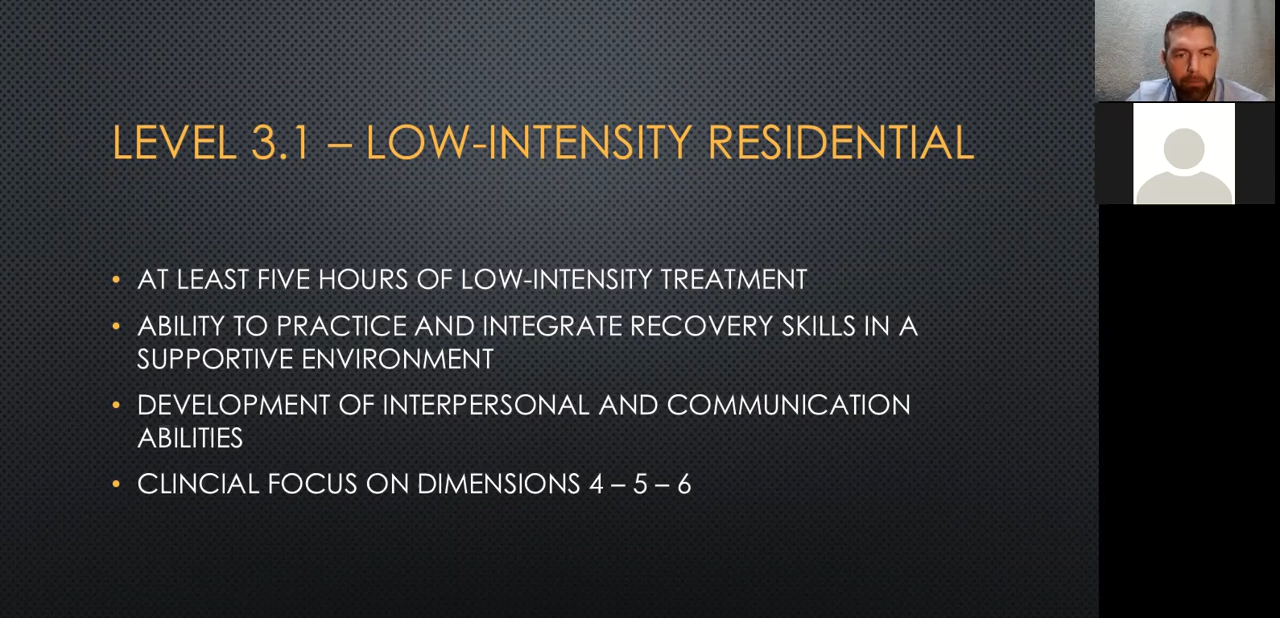 LEVEL 3.1 – LOW-INTENSITY RESIDENTIAL
• AT LEAST FIVE HOURS OF LOW-INTENSITY TREATMENT
• ABILITY TO PRACTICE AND INTEGRATE RECOVERY SKILLS IN A
SUPPORTIVE ENVIRONMENT
• DEVELOPMENT OF INTERPERSONAL AND COMMUNICATION
ABILITIES
• CLINCIAL FOCUS ON DIMENSIONS 4 – 5 – 6